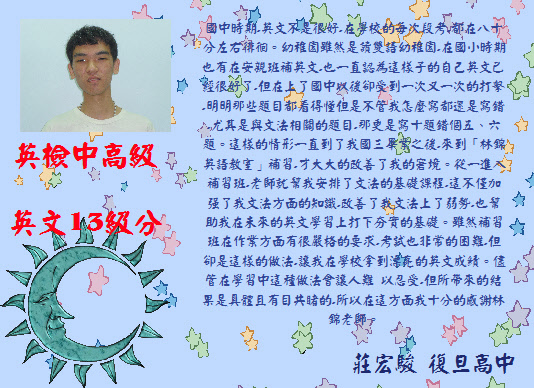 國中時期,英文不是很好,在學校的每次段考,都在八十
分左右徘徊。幼稚園雖然是讀雙語幼稚園,在國小時期
也有在安親班補英文,也一直認為這樣子的自己英文已
經很好了,但在上了國中以後卻受到一次又一次的打擊
,明明那些題目都看得懂但是不管我怎麼寫都還是寫錯
,尤其是與文法相關的題目,那更是寫十題錯個五、六
題。這樣的情形一直到了我國三畢業之後,來到「林錦
英語教室」補習,才大大的改善了我的窘境。從一進入
補習班,老師就幫我安排了文法的基礎課程,這不僅加
強了我文法方面的知識,改善了我文法上了弱勢,也幫
助我在未來的英文學習上打下夯實的基礎。雖然補習
班在作業方面有很嚴格的要求,考試也非常的困難,但
卻是這樣的做法,讓我在學校拿到漂亮的英文成績。儘
管在學習中這種做法會讓人難 以忍受,但所帶來的結
果是具體且有目共睹的,所以在這方面我十分的感謝林
錦老師。
英檢中高級
英文13級分
莊宏駿 復旦高中